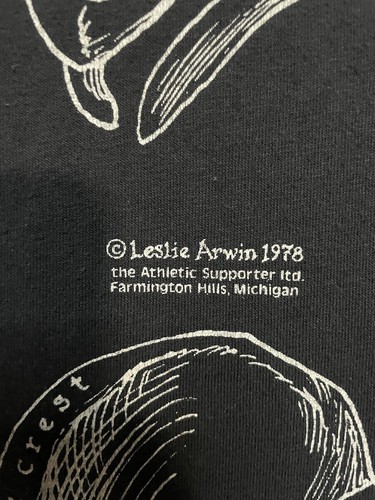 © Leslie Arwin 1978
the Athletic Supporter ltd.
Farmington Hills, Michigan
crest